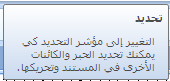 تحديد
التغيير إلى مؤشر التحديد كي
يمكنك تحديد الحبر والكائنات
الأخرى في المستند وتحريكها.